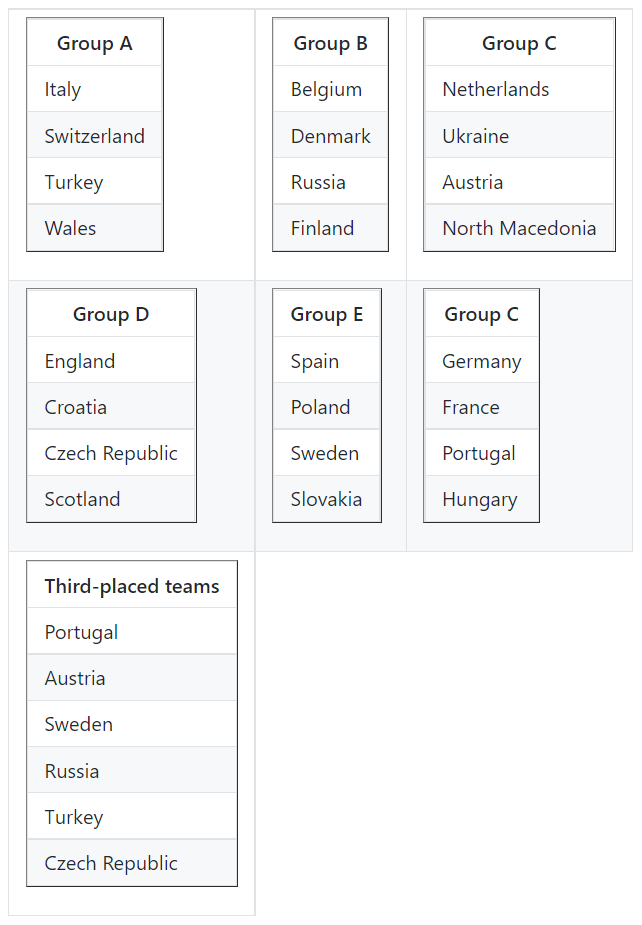 Group A
Italy
Switzerland
Turkey
Wales
Group B
Belgium
Denmark
Russia
Finland
Group C
Netherlands
Ukraine
Austria
North Macedonia
Group D
England
Croatia
Czech Republic
Scotland
Group E
Spain
Poland
Sweden
Slovakia
Group C
Germany
France
Portugal
Hungary
Third-placed teams
Portugal
Austria
Sweden
Russia
Turkey
Czech Republic